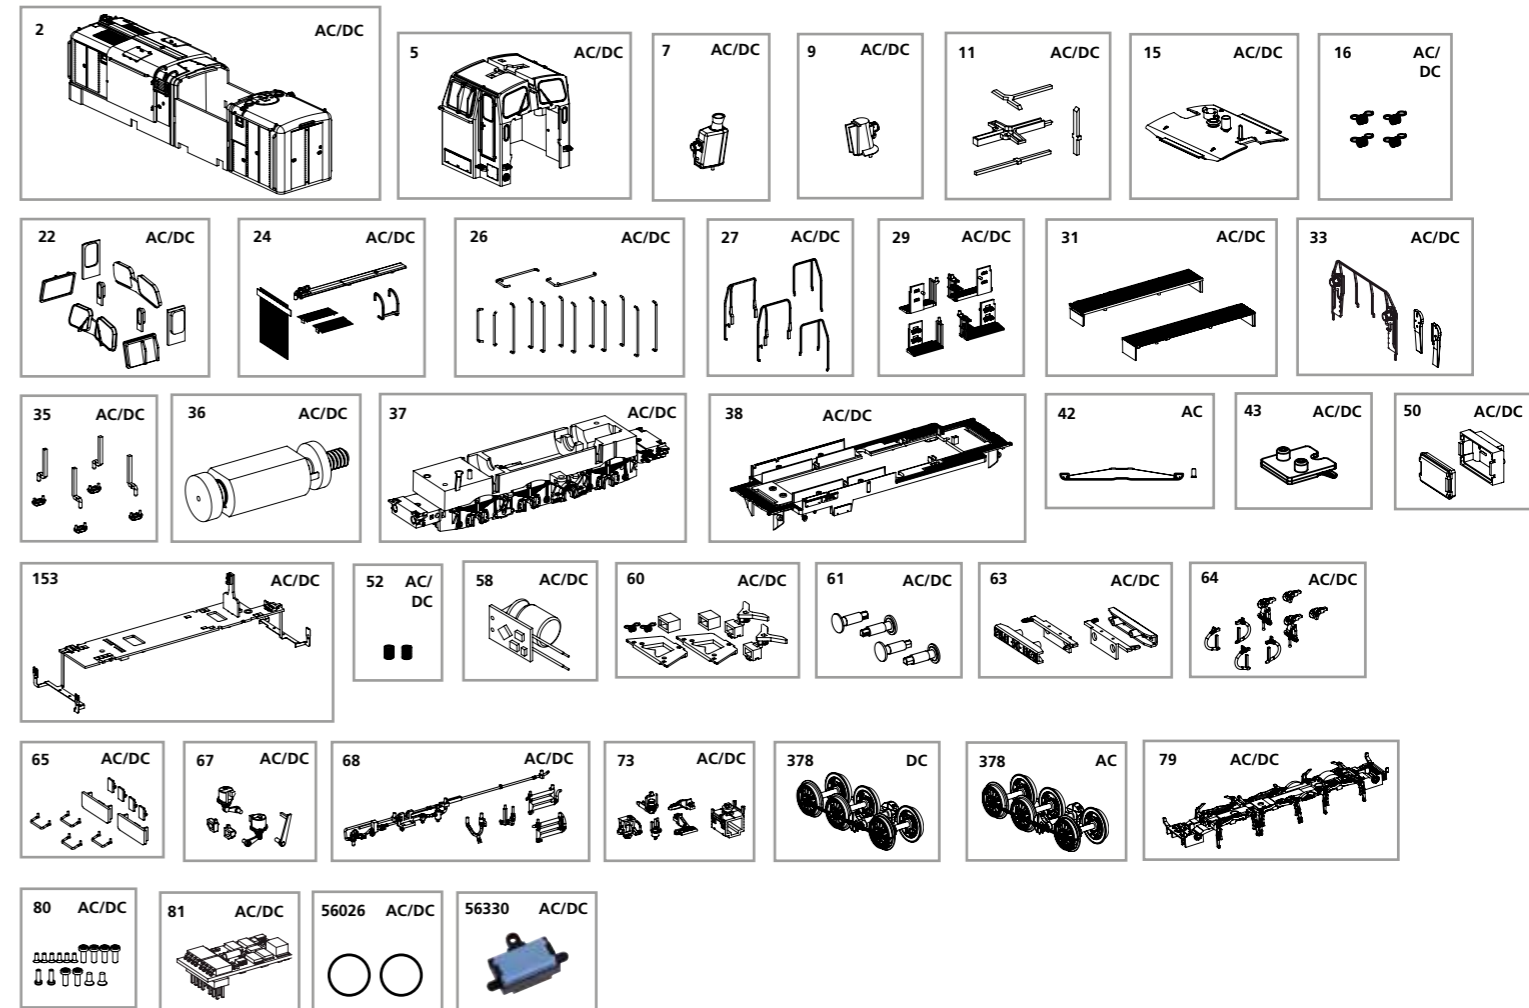 2 AC/DC
5 AC/DC
7 AC/DC
9 AC/DC
11 AC/DC
15 AC/DC
16 AC/
DC
22 AC/DC
24 AC/DC
26 AC/DC
27 AC/DC
29 AC/DC
31 AC/DC
33 AC/DC
35 AC/DC
36 AC/DC
37 AC/DC
38 AC/DC
42 AC
43 AC/DC
50 AC/DC
153 AC/DC
52 AC/
DC
58 AC/DC
60 AC/DC
61 AC/DC
63 AC/DC
64 AC/DC
65 AC/DC
67 AC/DC
68 AC/DC
73 AC/DC
378 DC
378 AC
79 AC/DC
80 AC/DC
81 AC/DC
56026 AC/DC
56330 AC/DC